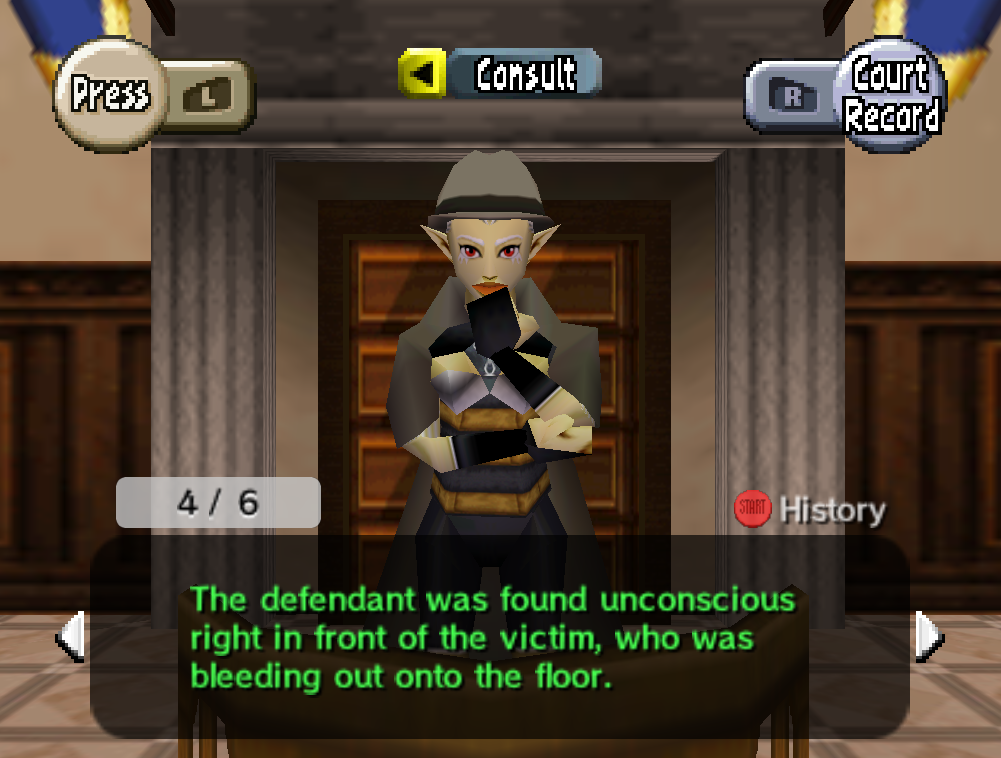 Press
L
Consult
R
Court
Record
4 / 6
START
History
The defendant was found unconscious
right in front of the victim, who was
bleeding out onto the floor.